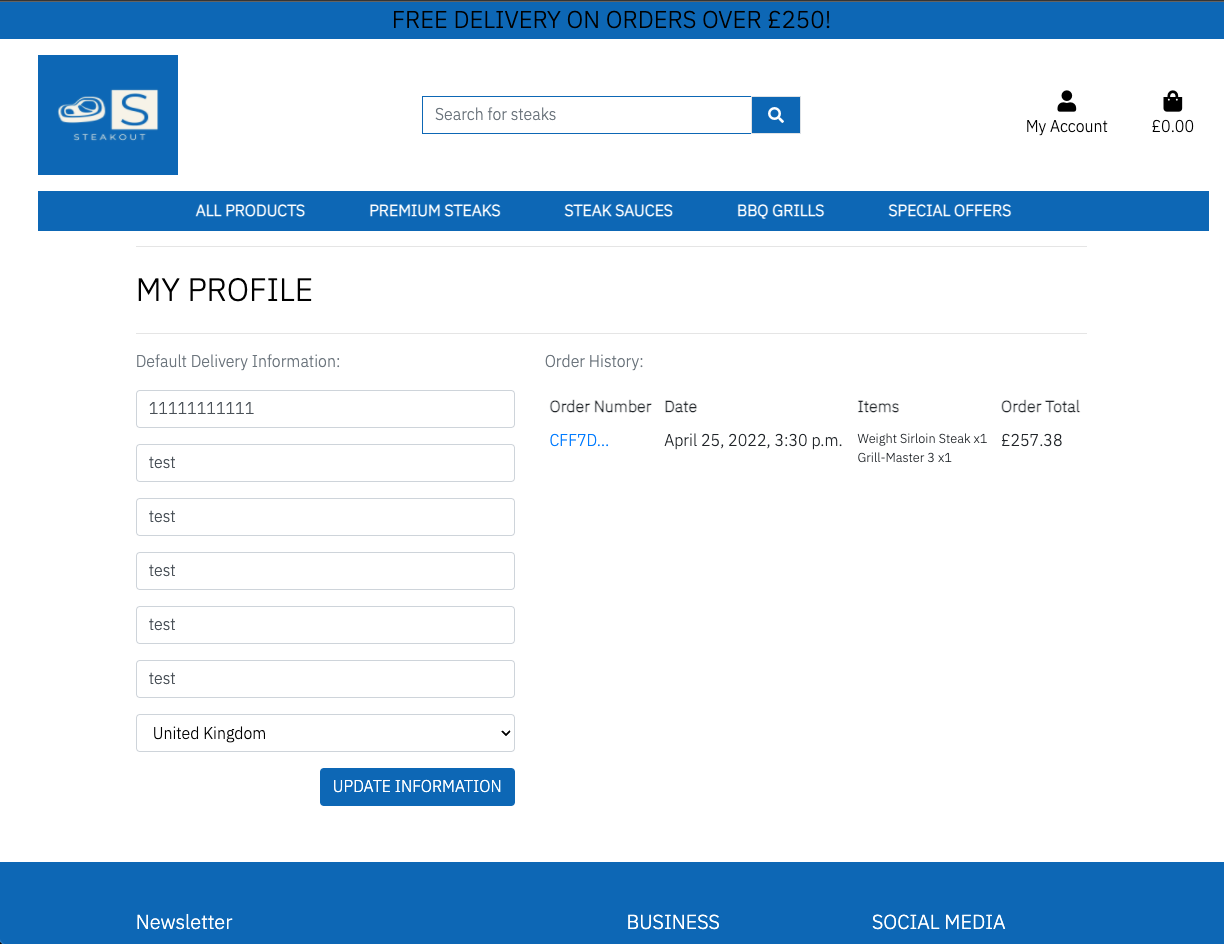 FREE DELIVERY ON ORDERS OVER £250!
S
STEAKOUT
Search for steaks
My Account
£0.00
ALL PRODUCTS PREMIUM STEAKS STEAK SAUCES BBQ GRILLS SPECIAL OFFERS
MY PROFILE
Default Delivery Information:
11111111111
test
test
test
test
test
United Kingdom
UPDATE INFORMATION
Order History:
Order Number Date Items Order Total
CFF7D... April 25, 2022, 3:30 p.m. Weight Sirloin Steak x1 £257.38
Grill-Master 3 x1
Newsletter
BUSINESS
SOCIAL MEDIA